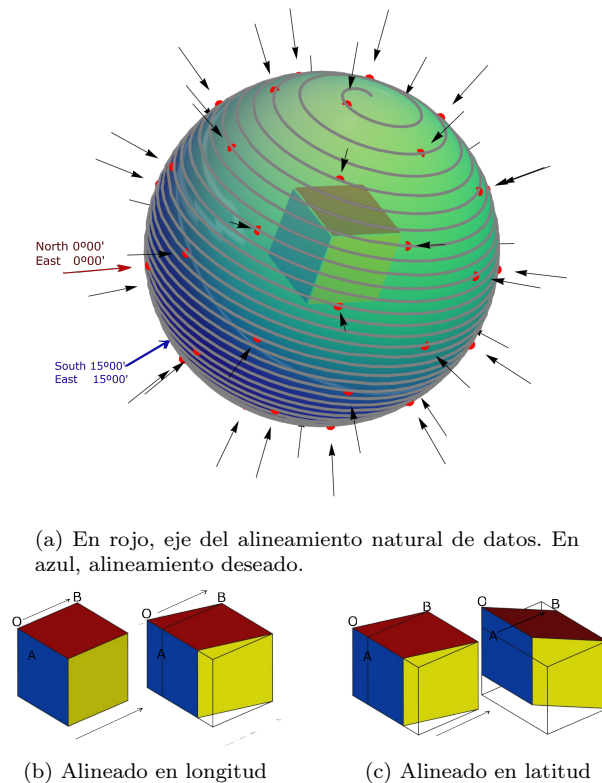 North 0º00'
East 0º00'
South 15º00'
East 15º00'
(a) En rojo, eje del alineamiento natural de datos. En
azul, alineamiento deseado.
O B
A
O B
A
O B
A
O B
A
(b) Alineado en longitud
(c) Alineado en latitud